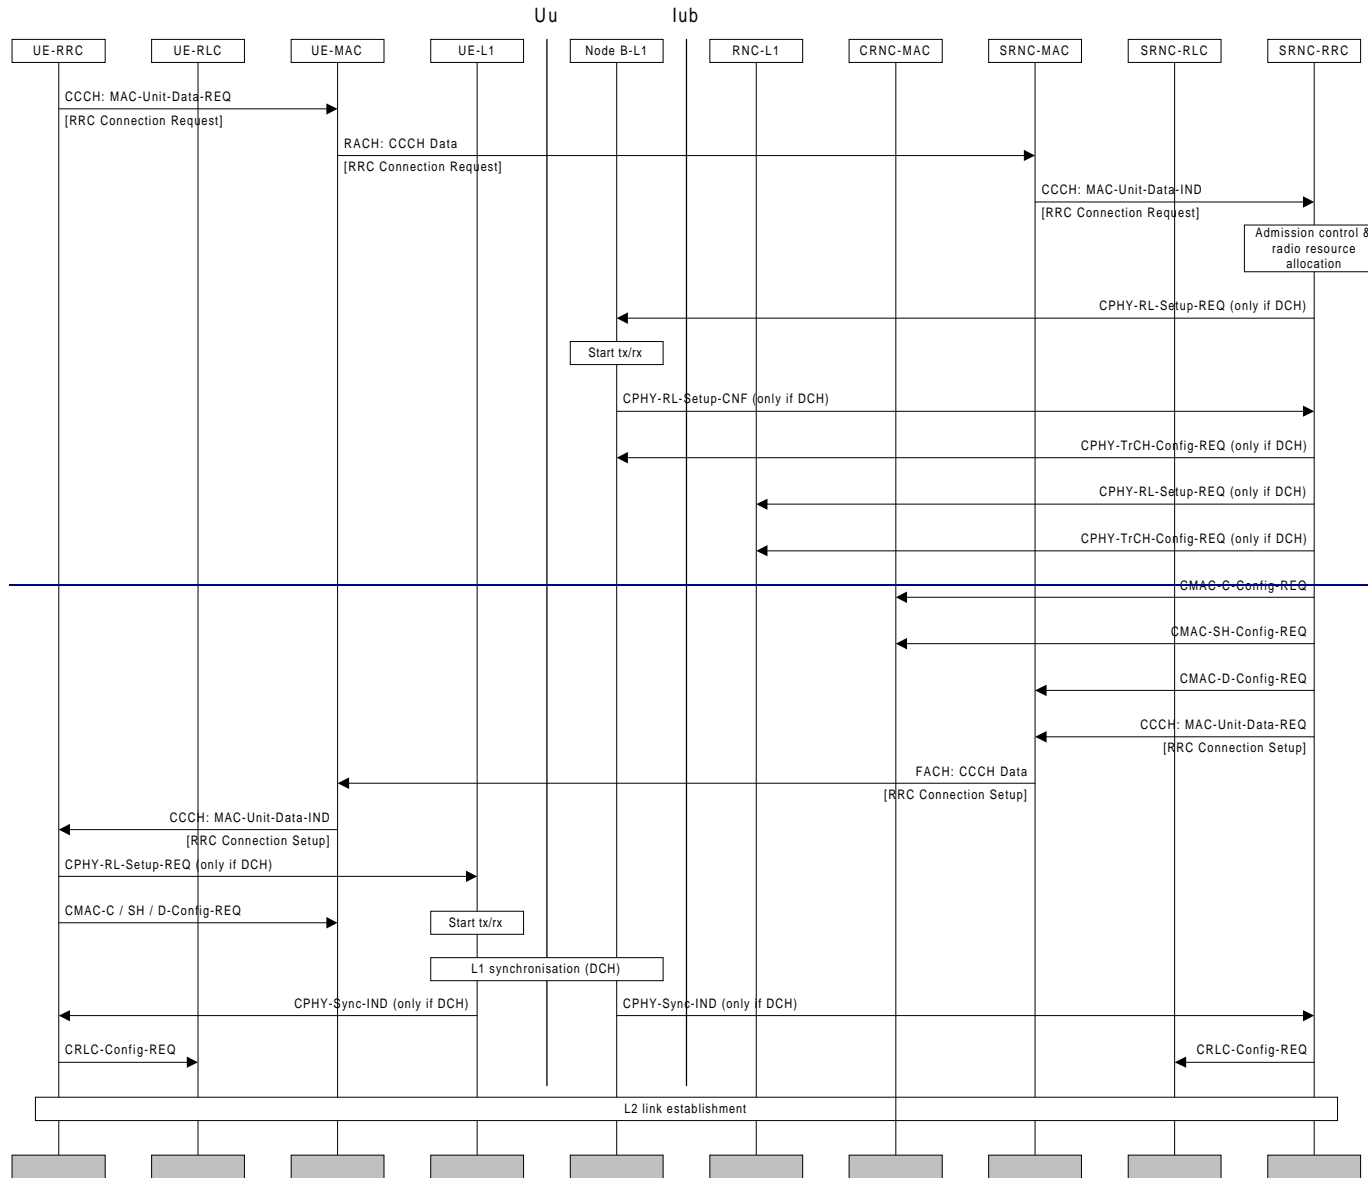 Uu
Iub
UE-RRC
UE-RLC
UE-MAC
UE-L1
Node B-L1
RNC-L1
CRNC-MAC
SRNC-MAC
SRNC-RLC
SRNC-RRC
CCCH: MAC-Unit-Data-REQ
[RRC Connection Request]
RACH: CCCH Data
[RRC Connection Request]
CCCH: MAC-Unit-Data-IND
[RRC Connection Request]
Admission control &
radio resource
allocation
CPHY-RL-Setup-REQ (only if DCH)
Start tx/rx
CPHY-RL-Setup-CNF (only if DCH)
CPHY-TrCH-Config-REQ (only if DCH)
CPHY-RL-Setup-REQ (only if DCH)
CPHY-TrCH-Config-REQ (only if DCH)
CMAC-C-Config-REQ
CMAC-SH-Config-REQ
CMAC-D-Config-REQ
CCCH: MAC-Unit-Data-REQ
[RRC Connection Setup]
FACH: CCCH Data
[RRC Connection Setup]
CCCH: MAC-Unit-Data-IND
[RRC Connection Setup]
CPHY-RL-Setup-REQ (only if DCH)
CMAC-C / SH / D-Config-REQ
Start tx/rx
L1 synchronisation (DCH)
CPHY-Sync-IND (only if DCH)
CPHY-Sync-IND (only if DCH)
CRLC-Config-REQ
CRLC-Config-REQ
L2 link establishment